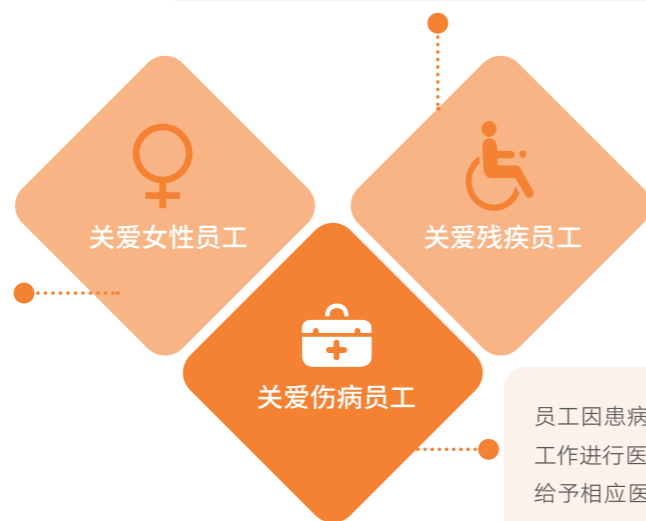 关爱女性员工
关爱残疾员工
关爱伤病员工
员工因患病
工作进行医
给予相应医